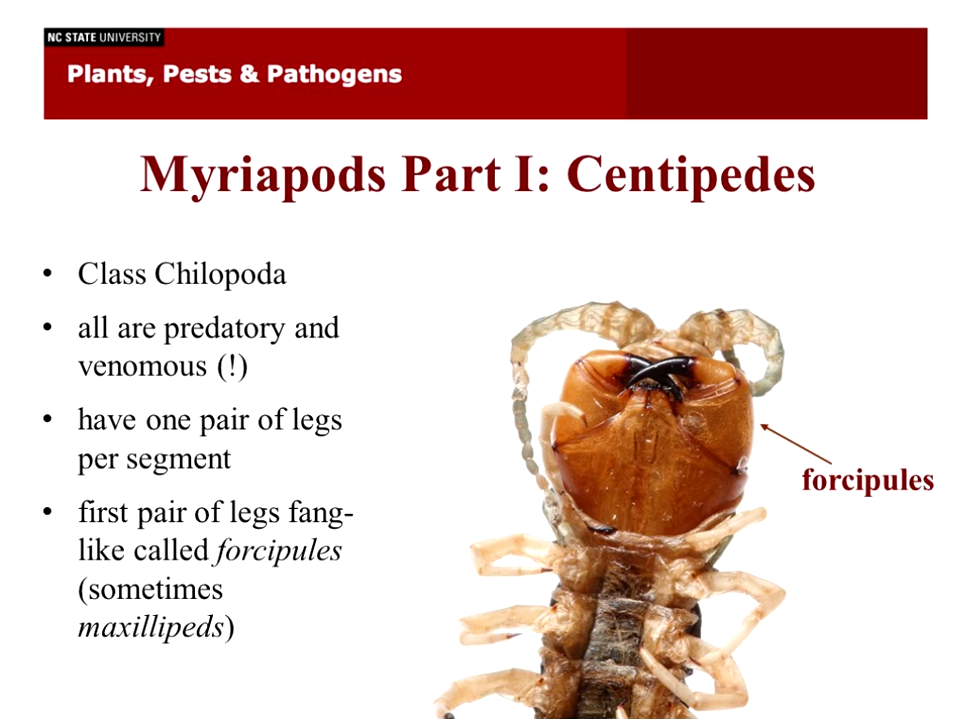 NC STATE UNIVERSITY
Plants, Pests & Pathogens
Myriapods Part I: Centipedes
• Class Chilopoda
• all are predatory and
venomous (!)
• have one pair of legs
per segment
• first pair of legs fang-
like called forcipules
(sometimes
maxillipeds)
forcipules